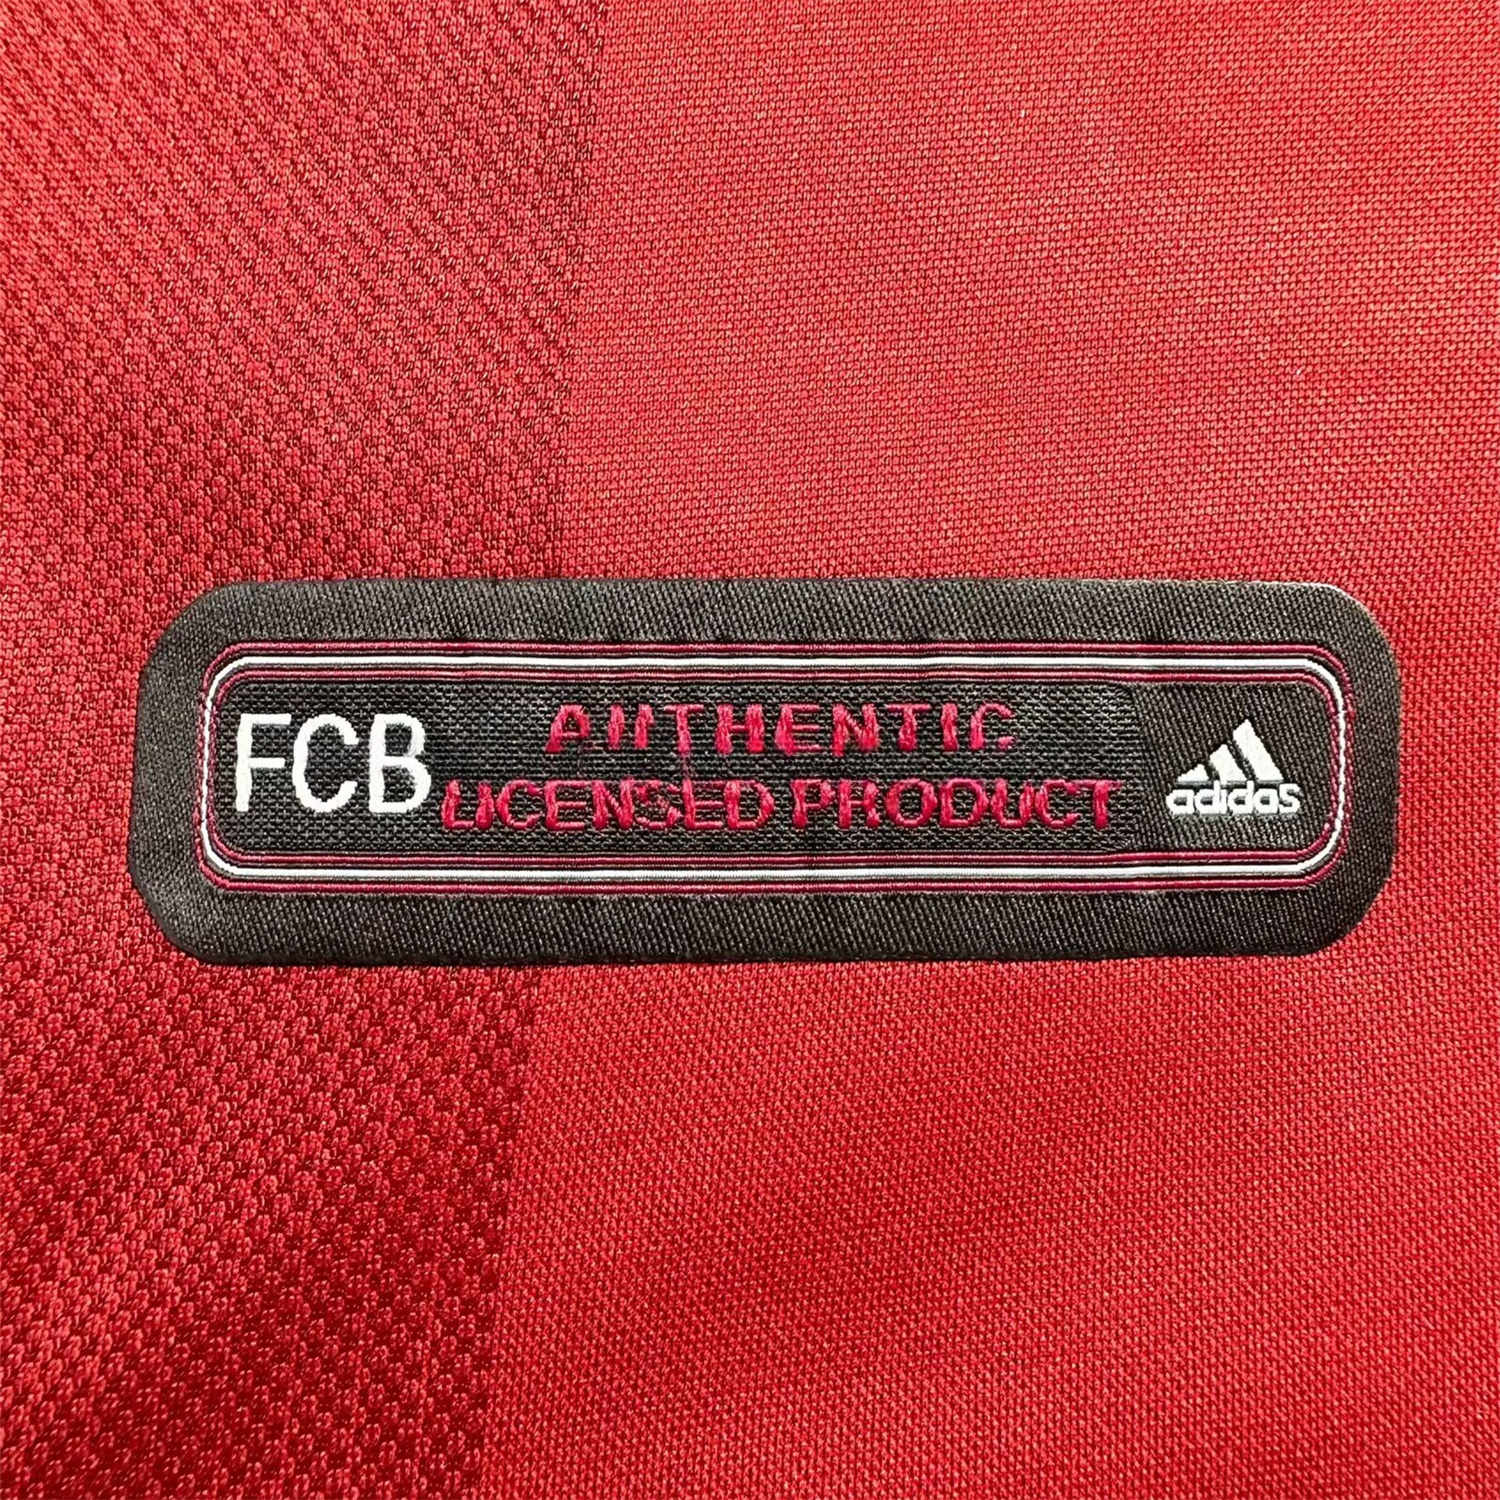 FCB
AUTHENTIC
LICENSED PRODUCT
adidas